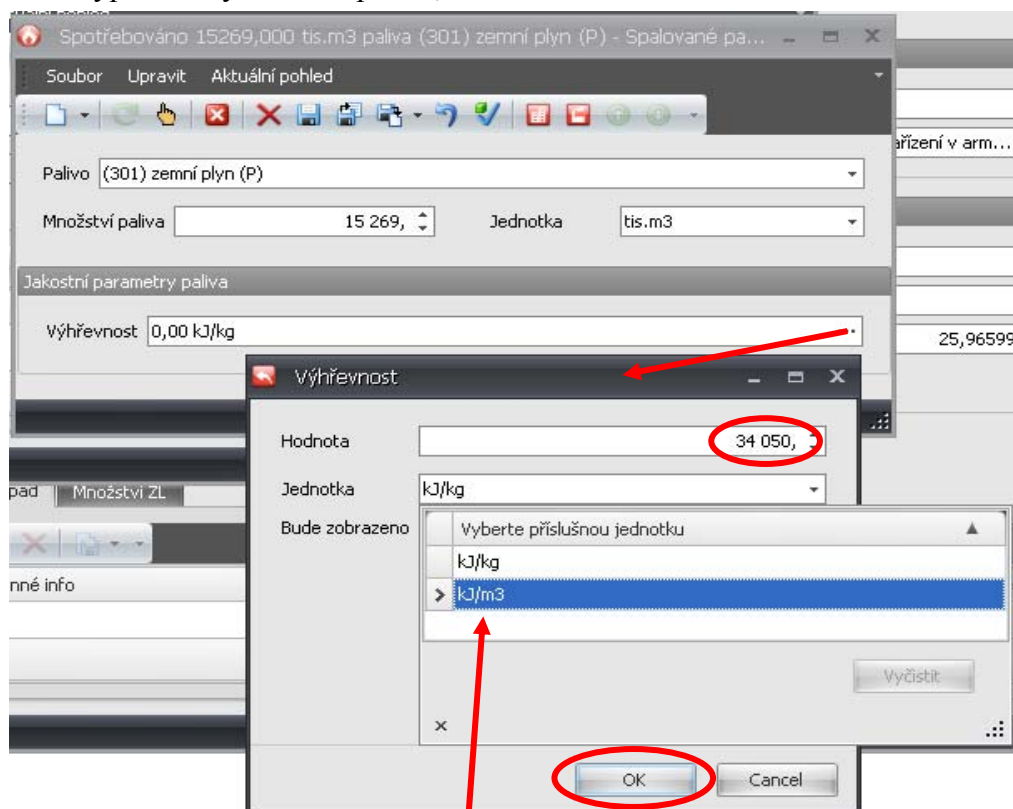 Spotřebováno 15269,000 tis.m3 paliva (301) zemní plyn (P) - Spalované pa...
Soubor Upravit Aktuální pohled
ařízení v arm...
Palivo (301) zemní plyn (P)
Množství paliva 15 269, Jednotka tis.m3
Jakostní parametry paliva
Výhřevnost 0,00 kJ/kg
25,96599
Výhřevnost
Hodnota 34 050,
pad Množství ZL
Jednotka kJ/kg
Bude zobrazeno
Vyberte příslušnou jednotku
kJ/kg
nné info
kJ/m3
Vyčistit
OK Cancel